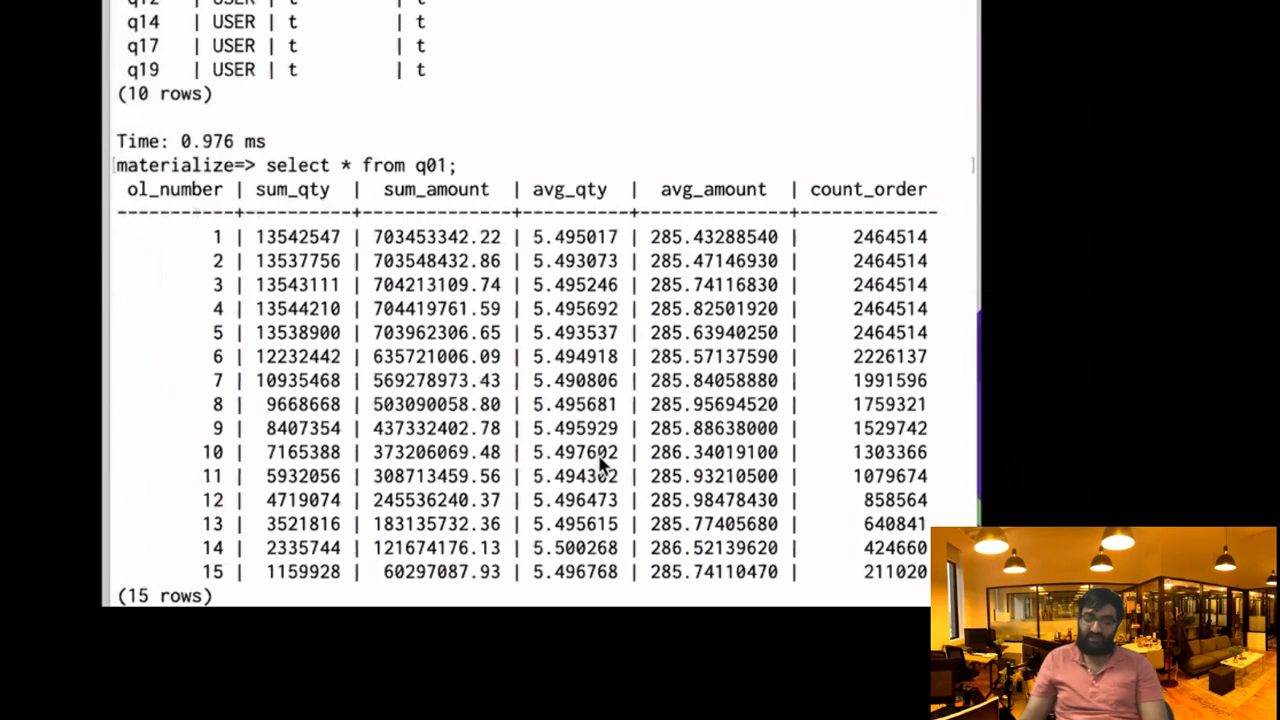 q12 | USER | t | t
q14 | USER | t | t
q17 | USER | t | t
q19 | USER | t | t
(10 rows)
Time: 0.976 ms
[materialize=> select * from q01; ]
ol_number | sum_qty | sum_amount | avg_qty | avg_amount | count_order
-----------+----------+--------------+----------+--------------+-------------
1 | 13542547 | 703453342.22 | 5.495017 | 285.43288540 | 2464514
2 | 13537756 | 703548432.86 | 5.493073 | 285.47146930 | 2464514
3 | 13543111 | 704213109.74 | 5.495246 | 285.74116830 | 2464514
4 | 13544210 | 704419761.59 | 5.495692 | 285.82501920 | 2464514
5 | 13538900 | 703962306.65 | 5.493537 | 285.63940250 | 2464514
6 | 12232442 | 635721006.09 | 5.494918 | 285.57137590 | 2226137
7 | 10935468 | 569278973.43 | 5.490806 | 285.84058880 | 1991596
8 | 9668668 | 503090058.80 | 5.495681 | 285.95694520 | 1759321
9 | 8407354 | 437332402.78 | 5.495929 | 285.88638000 | 1529742
10 | 7165388 | 373206069.48 | 5.497602 | 286.34019100 | 1303366
11 | 5932056 | 308713459.56 | 5.494302 | 285.93210500 | 1079674
12 | 4719074 | 245536240.37 | 5.496473 | 285.98478430 | 858564
13 | 3521816 | 183135732.36 | 5.495615 | 285.77405680 | 640841
14 | 2335744 | 121674176.13 | 5.500268 | 286.52139620 | 424660
15 | 1159928 | 60297087.93 | 5.496768 | 285.74110470 | 211020
(15 rows)